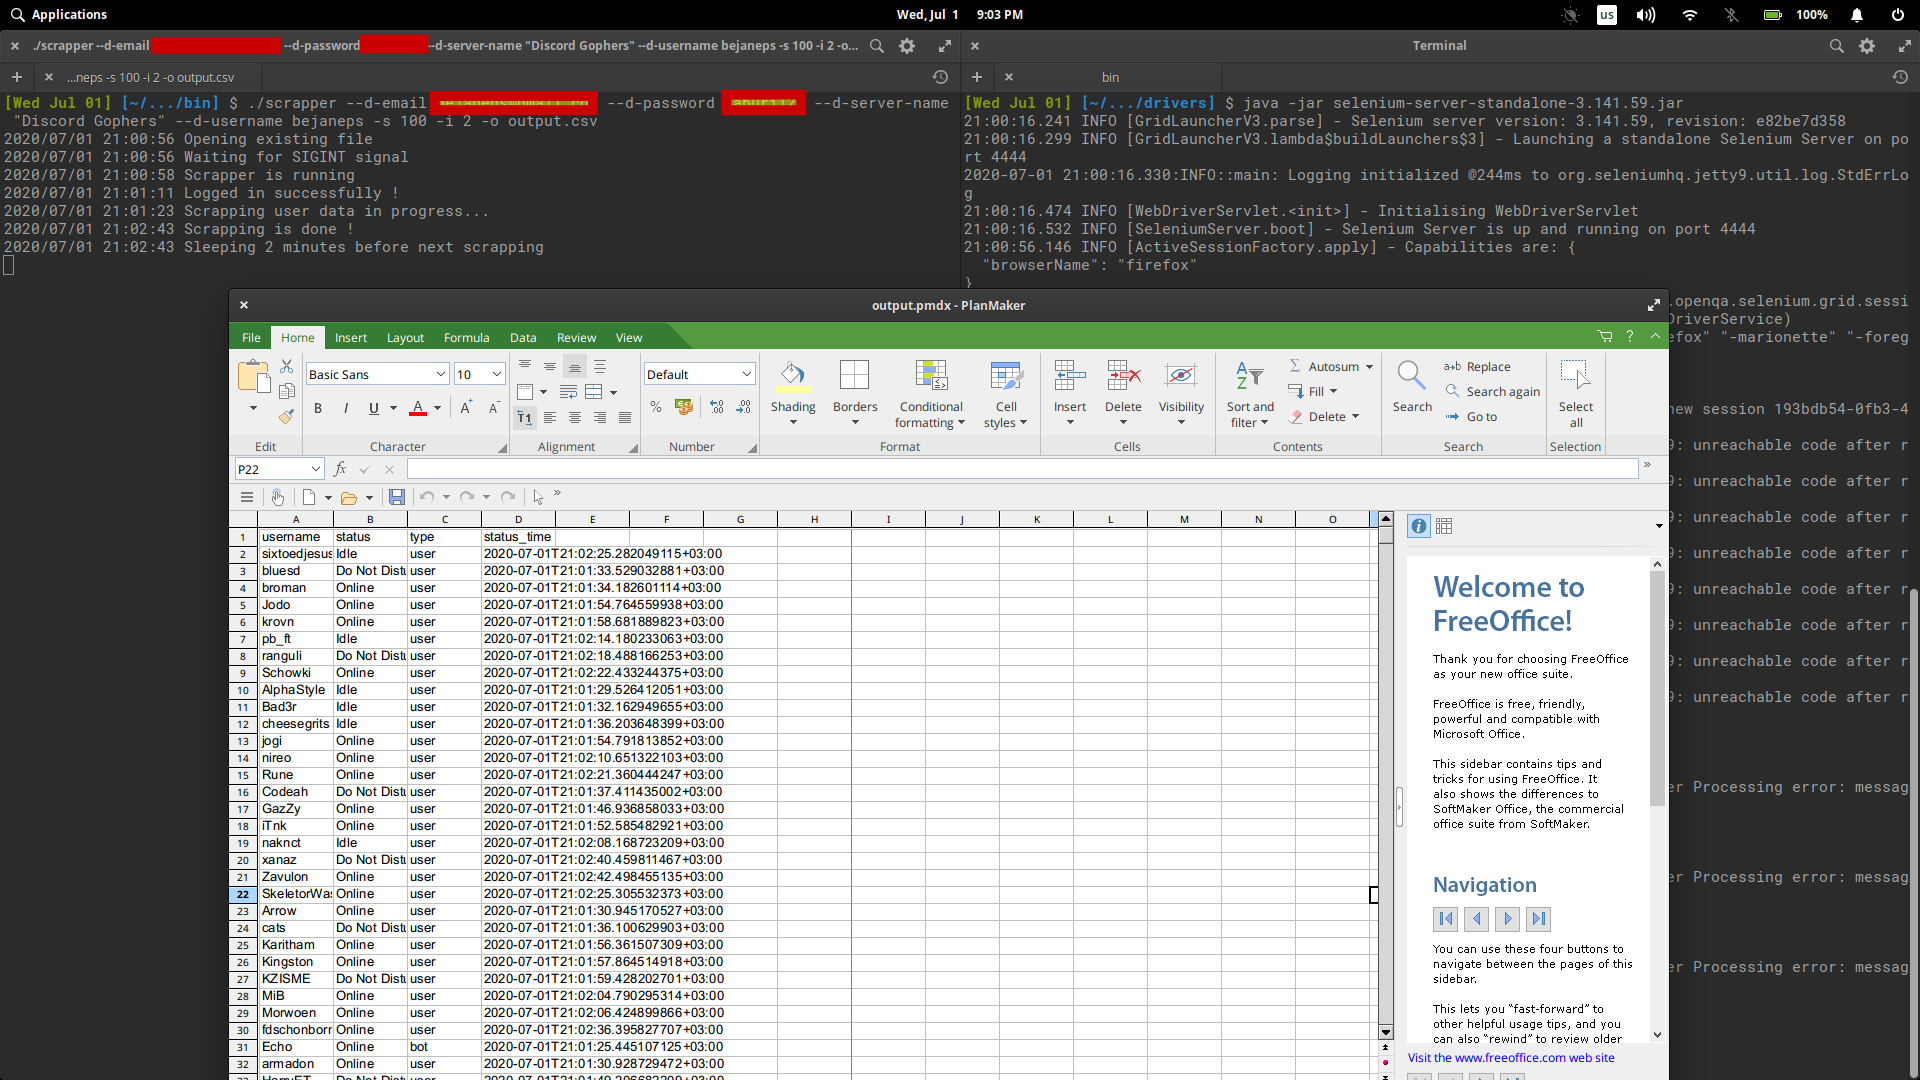 Applications
Wed, Jul 1 9:03 PM
us
100%
./scrapper --d-email --d-password --d-server-name "Discord Gophers" --d-username bejaneps -s 100 -i 2 -o...
...neps -s 100 -i 2 -o output.csv
[Wed Jul 01] [~/.../bin] $ ./scrapper --d-email --d-password --d-server-name
"Discord Gophers" --d-username bejaneps -s 100 -i 2 -o output.csv
2020/07/01 21:00:56 Opening existing file
2020/07/01 21:00:56 Waiting for SIGINT signal
2020/07/01 21:00:58 Scrapper is running
2020/07/01 21:01:11 Logged in successfully !
2020/07/01 21:01:23 Scrapping user data in progress...
2020/07/01 21:02:43 Scrapping is done !
2020/07/01 21:02:43 Sleeping 2 minutes before next scrapping
Terminal
bin
[Wed Jul 01] [~/.../drivers] $ java -jar selenium-server-standalone-3.141.59.jar
21:00:16.241 INFO [GridLauncherV3.parse] - Selenium server version: 3.141.59, revision: e82be7d358
21:00:16.299 INFO [GridLauncherV3.lambda$buildLaunchers$3] - Launching a standalone Selenium Server on po
rt 4444
2020-07-01 21:00:16.330:INFO::main: Logging initialized @244ms to org.seleniumhq.jetty9.util.log.StdErrLo
g
21:00:16.474 INFO [WebDriverServlet.<init>] - Initialising WebDriverServlet
21:00:16.532 INFO [SeleniumServer.boot] - Selenium Server is up and running on port 4444
21:00:56.146 INFO [ActiveSessionFactory.apply] - Capabilities are: {
"browserName": "firefox"
}
.openqa.selenium.grid.sessi
DriverService)
efox" "-marionette" "-foreg
new session 193bdb54-0fb3-4
9: unreachable code after r
9: unreachable code after r
9: unreachable code after r
9: unreachable code after r
9: unreachable code after r
9: unreachable code after r
9: unreachable code after r
9: unreachable code after r
er Processing error: messag
er Processing error: messag
er Processing error: messag
output.pmdx - PlanMaker
File Home Insert Layout Formula Data Review View
Basic Sans 10 Default
Shading Borders Conditional formatting Cell styles Insert Delete Visibility Sort and filter
Autosum
Fill
Delete
Search
Replace
Search again
Go to
Select all
Edit Character Alignment Number Format Cells Contents Search Selection
P22
A B C D E F G H I J K L M N O
1 username status type status_time
2 sixtoedjesus Idle user 2020-07-01T21:02:25.282049115+03:00
3 bluesd Do Not Distu user 2020-07-01T21:01:33.529032881+03:00
4 broman Online user 2020-07-01T21:01:34.182601114+03:00
5 Jodo Online user 2020-07-01T21:01:54.764559938+03:00
6 krovn Online user 2020-07-01T21:01:58.681889823+03:00
7 pb_ft Idle user 2020-07-01T21:02:14.180233063+03:00
8 ranguli Do Not Distu user 2020-07-01T21:02:18.488166253+03:00
9 Schowki Online user 2020-07-01T21:02:22.433244375+03:00
10 AlphaStyle Idle user 2020-07-01T21:01:29.526412051+03:00
11 Bad3r Idle user 2020-07-01T21:01:32.162949655+03:00
12 cheesegrits Idle user 2020-07-01T21:01:36.203648399+03:00
13 jogi Online user 2020-07-01T21:01:54.791813852+03:00
14 nireo Online user 2020-07-01T21:02:10.651322103+03:00
15 Rune Online user 2020-07-01T21:02:21.360444247+03:00
16 Codeah Do Not Distu user 2020-07-01T21:01:37.411435002+03:00
17 GazZy Online user 2020-07-01T21:01:46.936858033+03:00
18 iTnk Online user 2020-07-01T21:01:52.585482921+03:00
19 naknct Idle user 2020-07-01T21:02:08.168723209+03:00
20 xanaz Do Not Distu user 2020-07-01T21:02:40.459811467+03:00
21 Zavulon Online user 2020-07-01T21:02:42.498455135+03:00
22 SkeletorWas Online user 2020-07-01T21:02:25.305532373+03:00
23 Arrow Online user 2020-07-01T21:01:30.945170527+03:00
24 cats Do Not Distu user 2020-07-01T21:01:36.100629903+03:00
25 Karitham Online user 2020-07-01T21:01:56.361507309+03:00
26 Kingston Online user 2020-07-01T21:01:57.864514918+03:00
27 KZISME Do Not Distu user 2020-07-01T21:01:59.428202701+03:00
28 MiB Online user 2020-07-01T21:02:04.790295314+03:00
29 Morwoen Online user 2020-07-01T21:02:06.424899866+03:00
30 fdschonborn Online user 2020-07-01T21:02:36.395827707+03:00
31 Echo Online bot 2020-07-01T21:01:25.445107125+03:00
32 armadon Online user 2020-07-01T21:01:30.928729472+03:00
Welcome to
FreeOffice!
Thank you for choosing FreeOffice
as your new office suite.
FreeOffice is free, friendly,
powerful and compatible with
Microsoft Office.
This sidebar contains tips and
tricks for using FreeOffice. It
also shows the differences to
SoftMaker Office, the commercial
office suite from SoftMaker.
Navigation
You can use these four buttons to
navigate between the pages of this
sidebar.
This lets you "fast-forward" to
other helpful usage tips, and you
can also "rewind" to review older
Visit the www.freeoffice.com web site